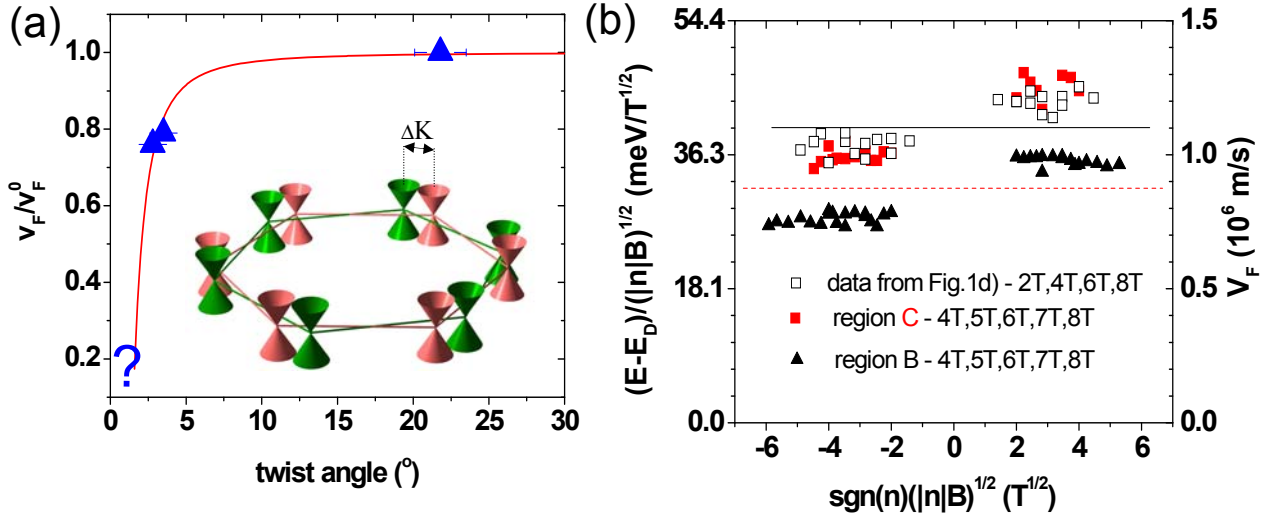 (a)
v_F/v_F^0
1.0
0.8
0.6
0.4
0.2
?
ΔK
0 5 10 15 20 25 30
twist angle (°)
(b)
(E-E_D)/(|n|B)^{1/2} (meV/T^{1/2})
54.4
36.3
18.1
0.0
data from Fig.1d) - 2T,4T,6T,8T
region C - 4T,5T,6T,7T,8T
region B - 4T,5T,6T,7T,8T
1.5
1.0
0.5
0.0
V_F (10^6 m/s)
-6 -4 -2 0 2 4 6
sgn(n)(|n|B)^{1/2} (T^{1/2})